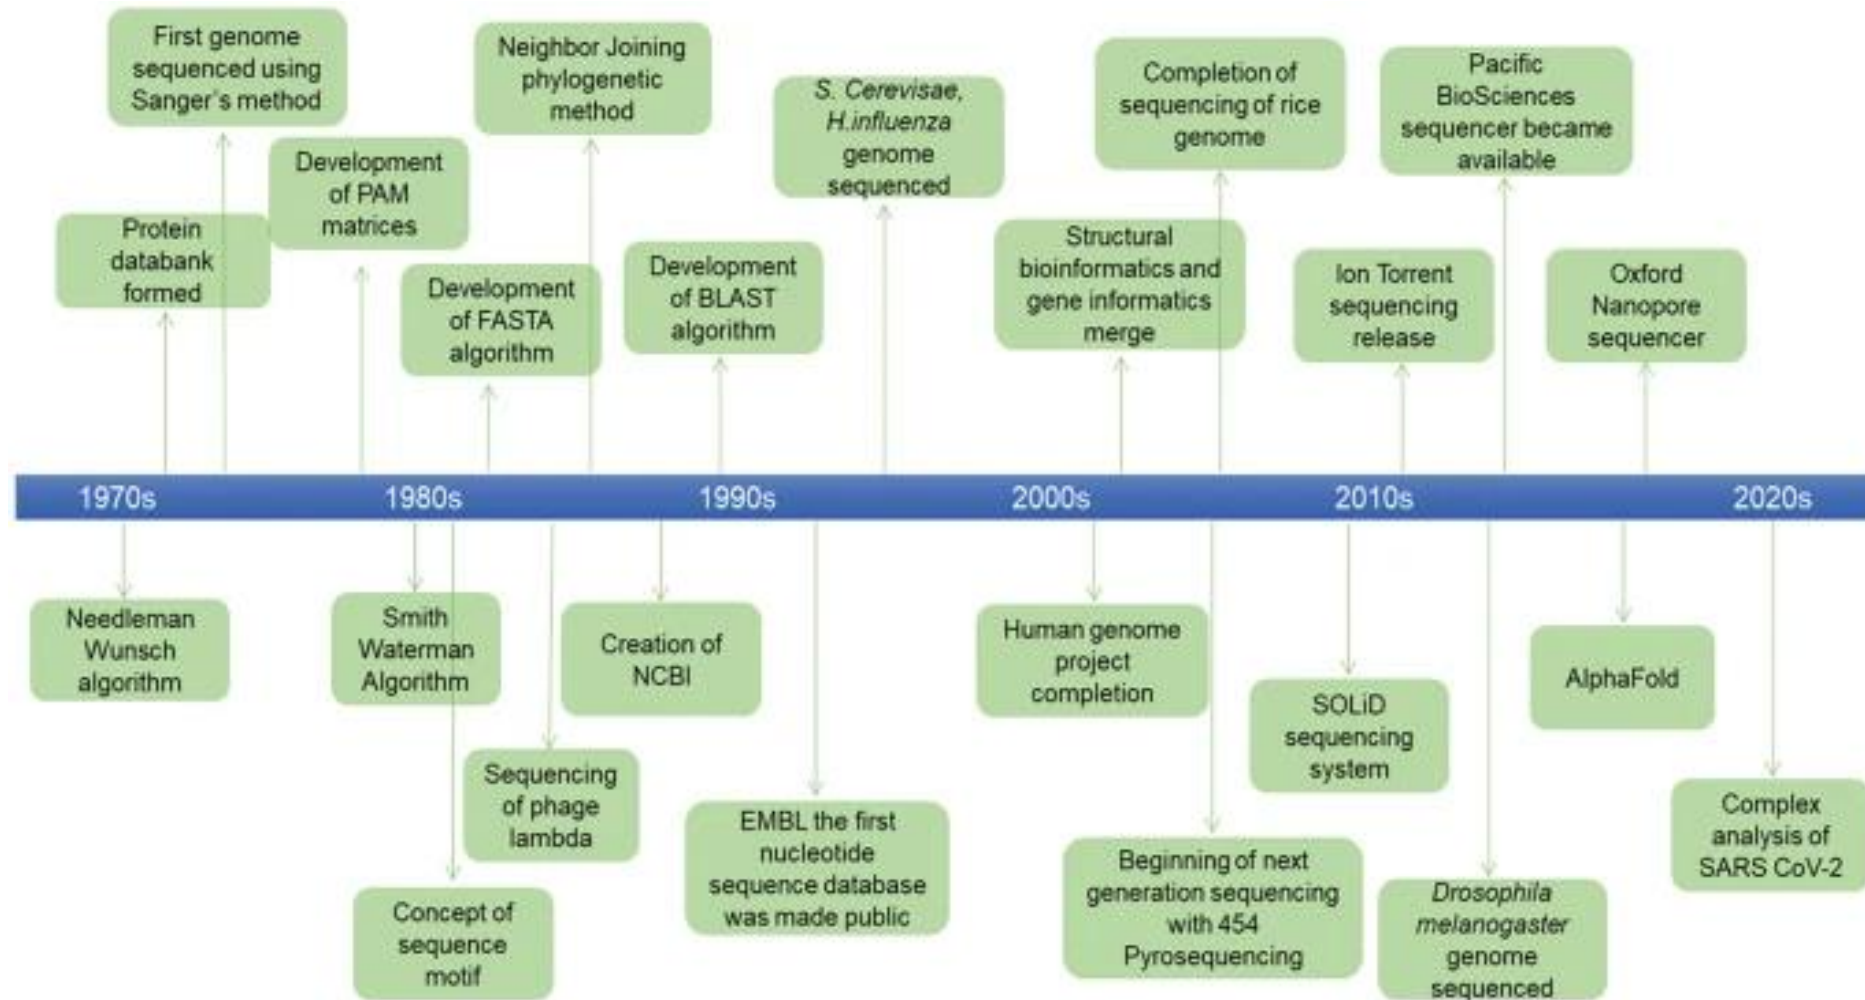 First genome
sequenced using
Sanger's method
Neighbor Joining
phylogenetic
method
S. Cerevisae,
H.influenza
genome
sequenced
Completion of
sequencing of rice
genome
Pacific
BioSciences
sequencer became
available
Protein
databank
formed
Development
of PAM
matrices
Development
of FASTA
algorithm
Development
of BLAST
algorithm
Structural
bioinformatics and
gene informatics
merge
Ion Torrent
sequencing
release
Oxford
Nanopore
sequencer
1970s
1980s
1990s
2000s
2010s
2020s
Needleman
Wunsch
algorithm
Smith
Waterman
Algorithm
Creation of
NCBI
Human genome
project
completion
AlphaFold
Sequencing
of phage
lambda
SOLiD
sequencing
system
Concept of
sequence
motif
EMBL the first
nucleotide
sequence database
was made public
Beginning of next
generation sequencing
with 454
Pyrosequencing
Drosophila
melanogaster
genome
sequenced
Complex
analysis of
SARS CoV-2